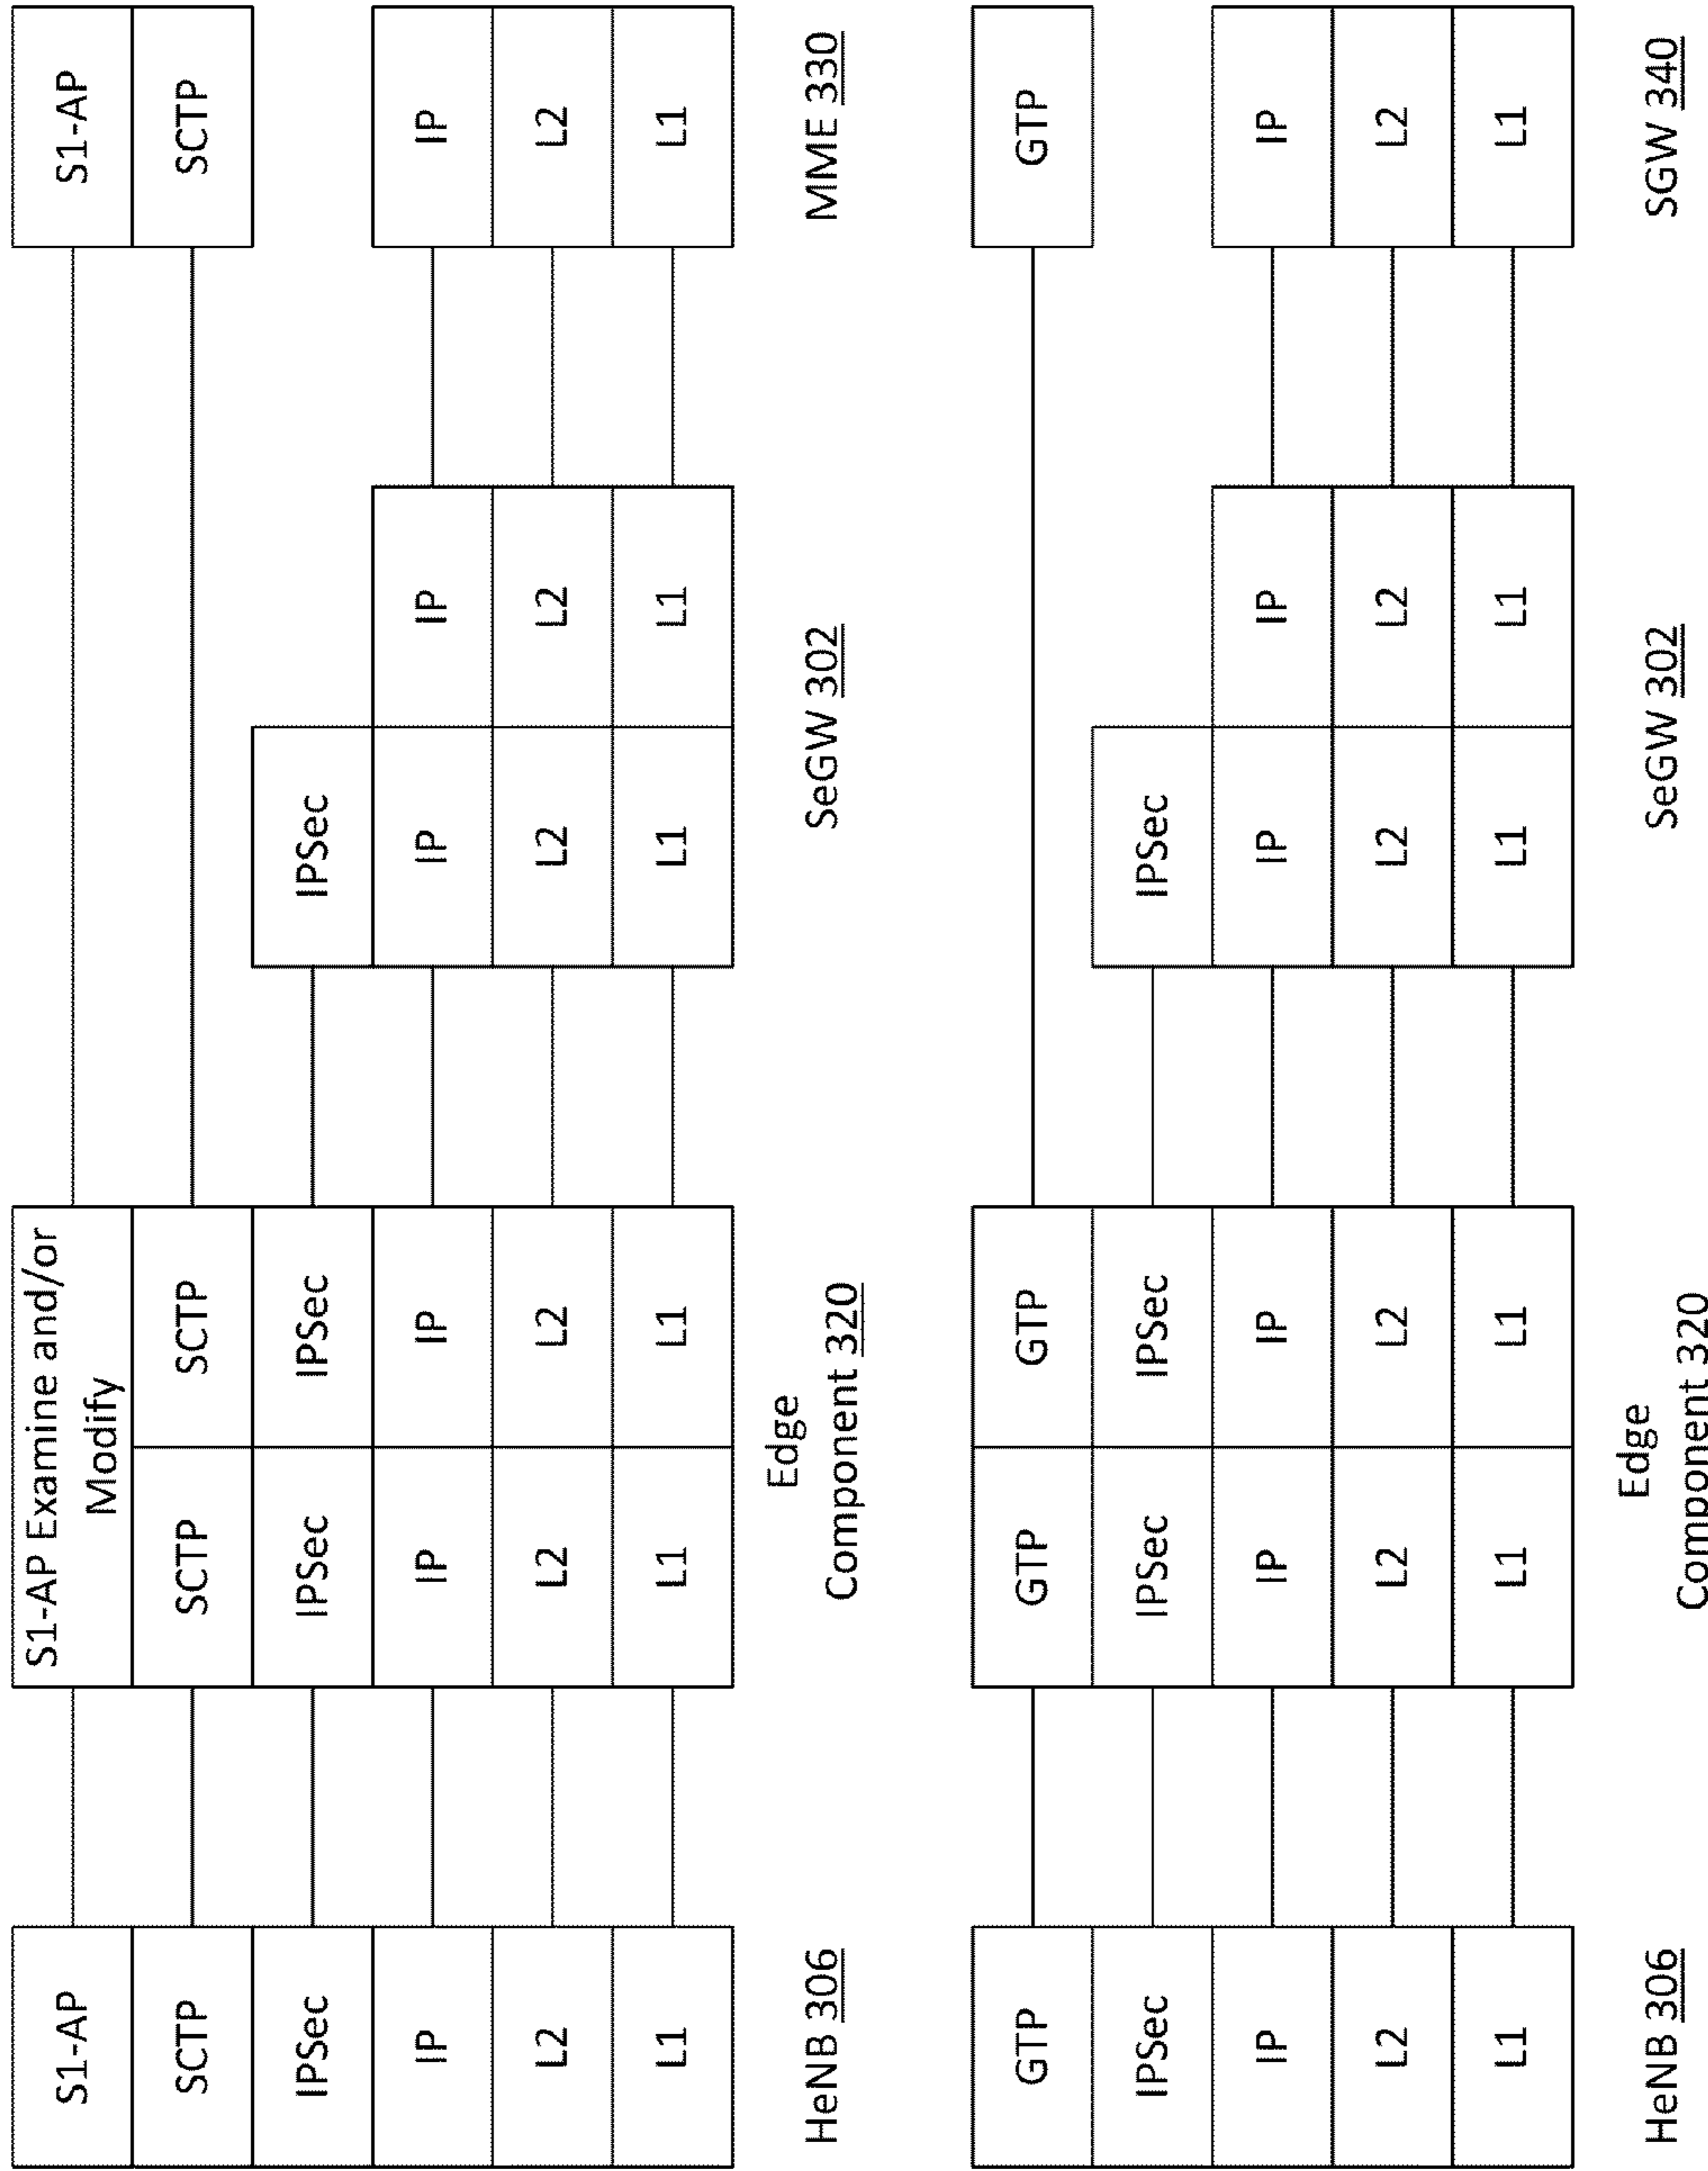 S1-AP
S1-AP Examine and/or
Modify
S1-AP
SCTP
SCTP
SCTP
SCTP
IPSec
IPSec
IPSec
IPSec
IP
IP
IP
IP
IP
IP
L2
L2
L2
L2
L2
L2
L1
L1
L1
L1
L1
L1
HeNB 306
Edge
Component 320
SeGW 302
MME 330
GTP
GTP
GTP
GTP
IPSec
IPSec
IPSec
IPSec
IP
IP
IP
IP
IP
IP
L2
L2
L2
L2
L2
L2
L1
L1
L1
L1
L1
L1
HeNB 306
Edge
Component 320
SeGW 302
SGW 340